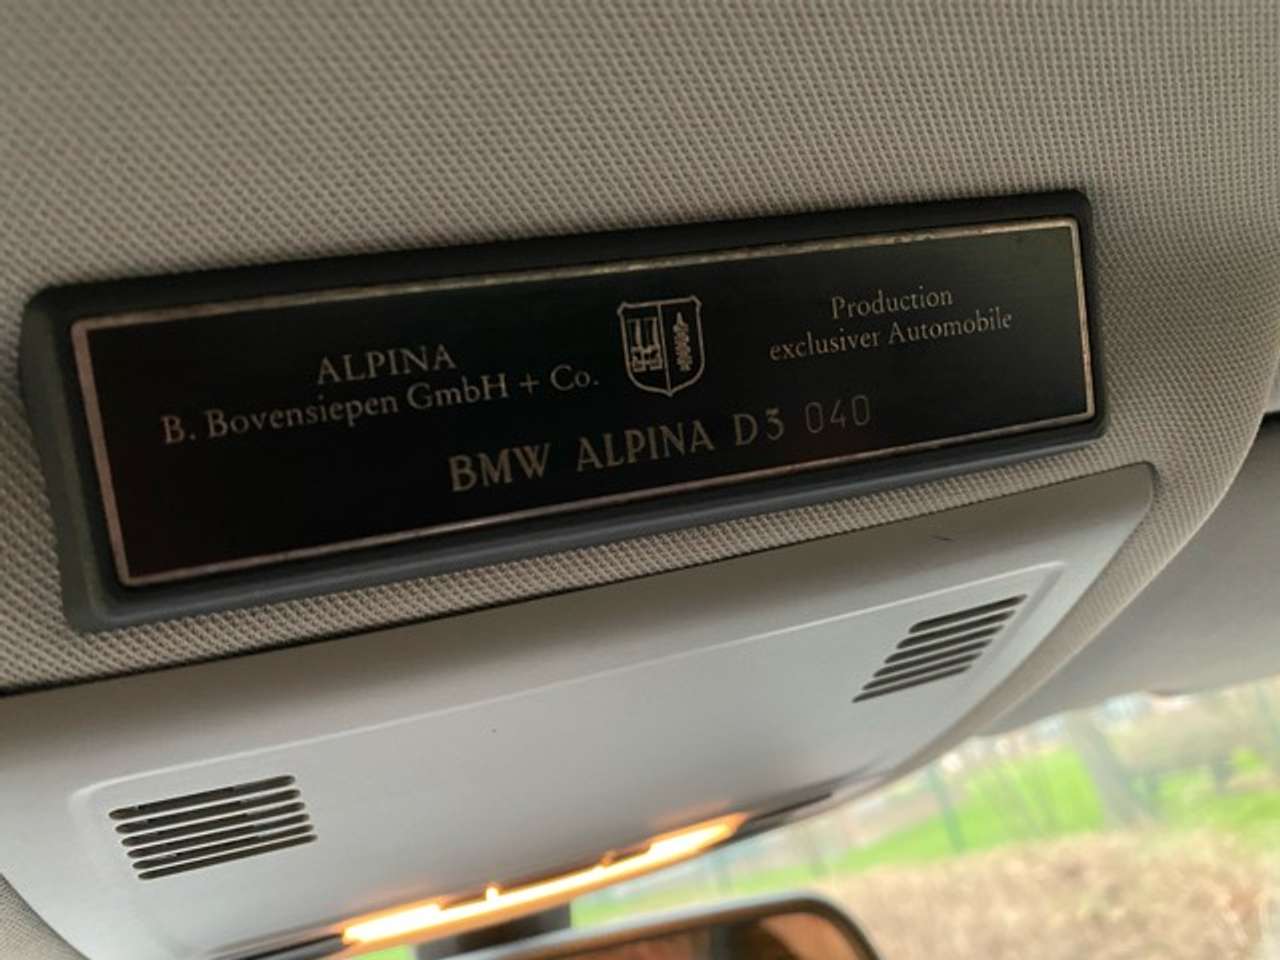 ALPINA
B. Bovensiepen GmbH + Co.
Production
exclusiver Automobile
BMW ALPINA D3 040